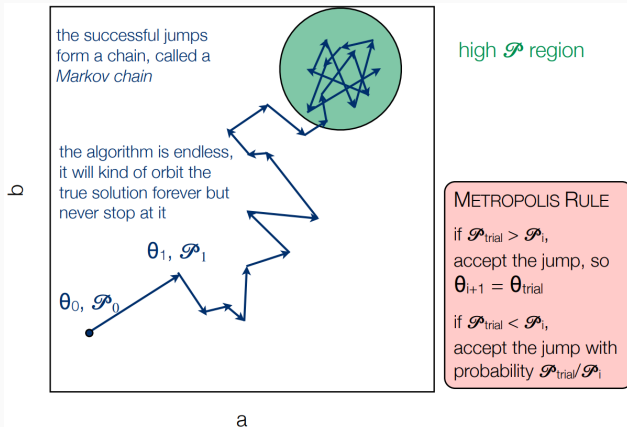 the successful jumps
form a chain, called a
Markov chain
high 𝒫 region
the algorithm is endless,
it will kind of orbit the
true solution forever but
never stop at it
b
θ₁, 𝒫₁
θ₀, 𝒫₀
a
METROPOLIS RULE
if 𝒫trial > 𝒫i,
accept the jump, so
θi+1 = θtrial
if 𝒫trial < 𝒫i,
accept the jump with
probability 𝒫trial/𝒫i